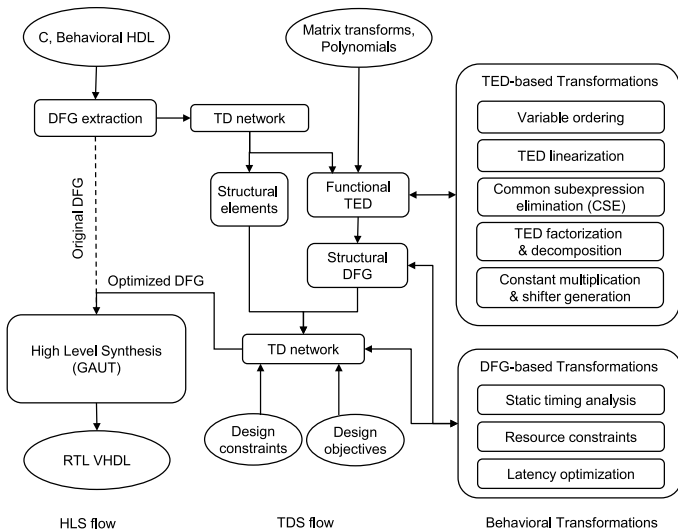 C, Behavioral HDL
Matrix transforms,
Polynomials
DFG extraction
TD network
Structural
elements
Functional
TED
Structural
DFG
Original DFG
Optimized DFG
High Level Synthesis
(GAUT)
TD network
RTL VHDL
Design
constraints
Design
objectives
TED-based Transformations
Variable ordering
TED linearization
Common subexpression
elimination (CSE)
TED factorization
& decomposition
Constant multiplication
& shifter generation
DFG-based Transformations
Static timing analysis
Resource constraints
Latency optimization
HLS flow
TDS flow
Behavioral Transformations